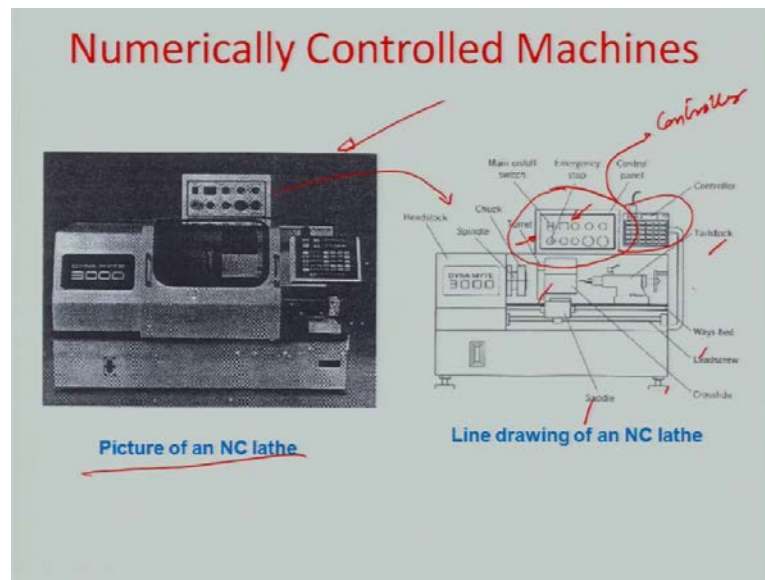 Numerically Controlled Machines
Controller
Main on/off
switch
Emergency
stop
Control
panel
Controller
Chuck
Turret
Headstock
Spindle
Tailstock
DYNA MYTE
3000
DYNA MYTE
3000
Ways bed
Leadscrew
Crosslide
Saddle
Picture of an NC lathe
Line drawing of an NC lathe